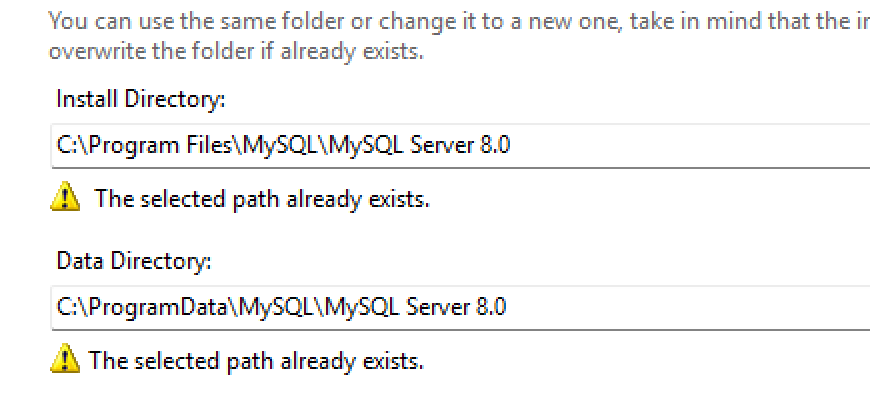 You can use the same folder or change it to a new one, take in mind that the
overwrite the folder if already exists.
Install Directory:
C:\Program Files\MySQL\MySQL Server 8.0
The selected path already exists.
Data Directory:
C:\ProgramData\MySQL\MySQL Server 8.0
The selected path already exists.